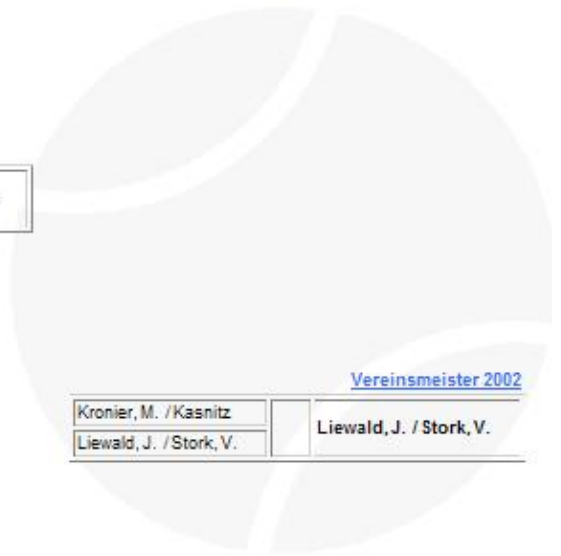 Vereinsmeister 2002
Kronier, M. / Kasnitz
Liewald, J. / Stork, V.
Liewald, J. / Stork, V.